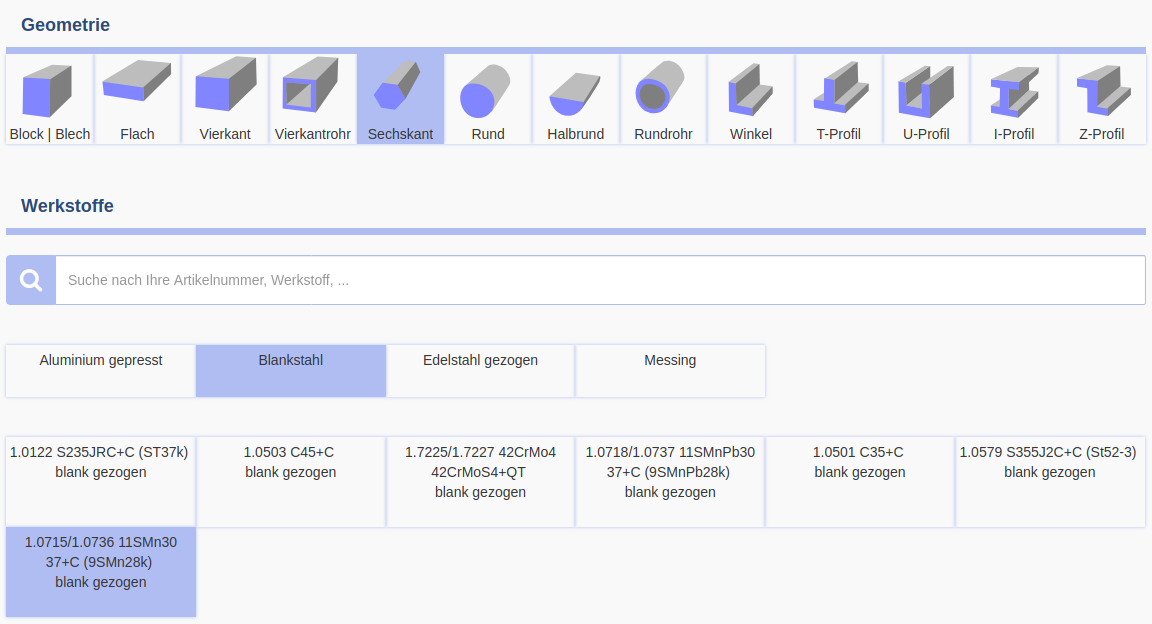 Geometrie
Block | Blech Flach Vierkant Vierkantrohr Sechskant Rund Halbrund Rundrohr Winkel T-Profil U-Profil I-Profil Z-Profil
Werkstoffe
Suche nach Ihre Artikelnummer, Werkstoff, ...
Aluminium gepresst Blankstahl Edelstahl gezogen Messing
1.0122 S235JRC+C (ST37k)
blank gezogen
1.0503 C45+C
blank gezogen
1.7225/1.7227 42CrMo4
42CrMoS4+QT
blank gezogen
1.0718/1.0737 11SMnPb30
37+C (9SMnPb28k)
blank gezogen
1.0501 C35+C
blank gezogen
1.0579 S355J2C+C (St52-3)
blank gezogen
1.0715/1.0736 11SMn30
37+C (9SMn28k)
blank gezogen